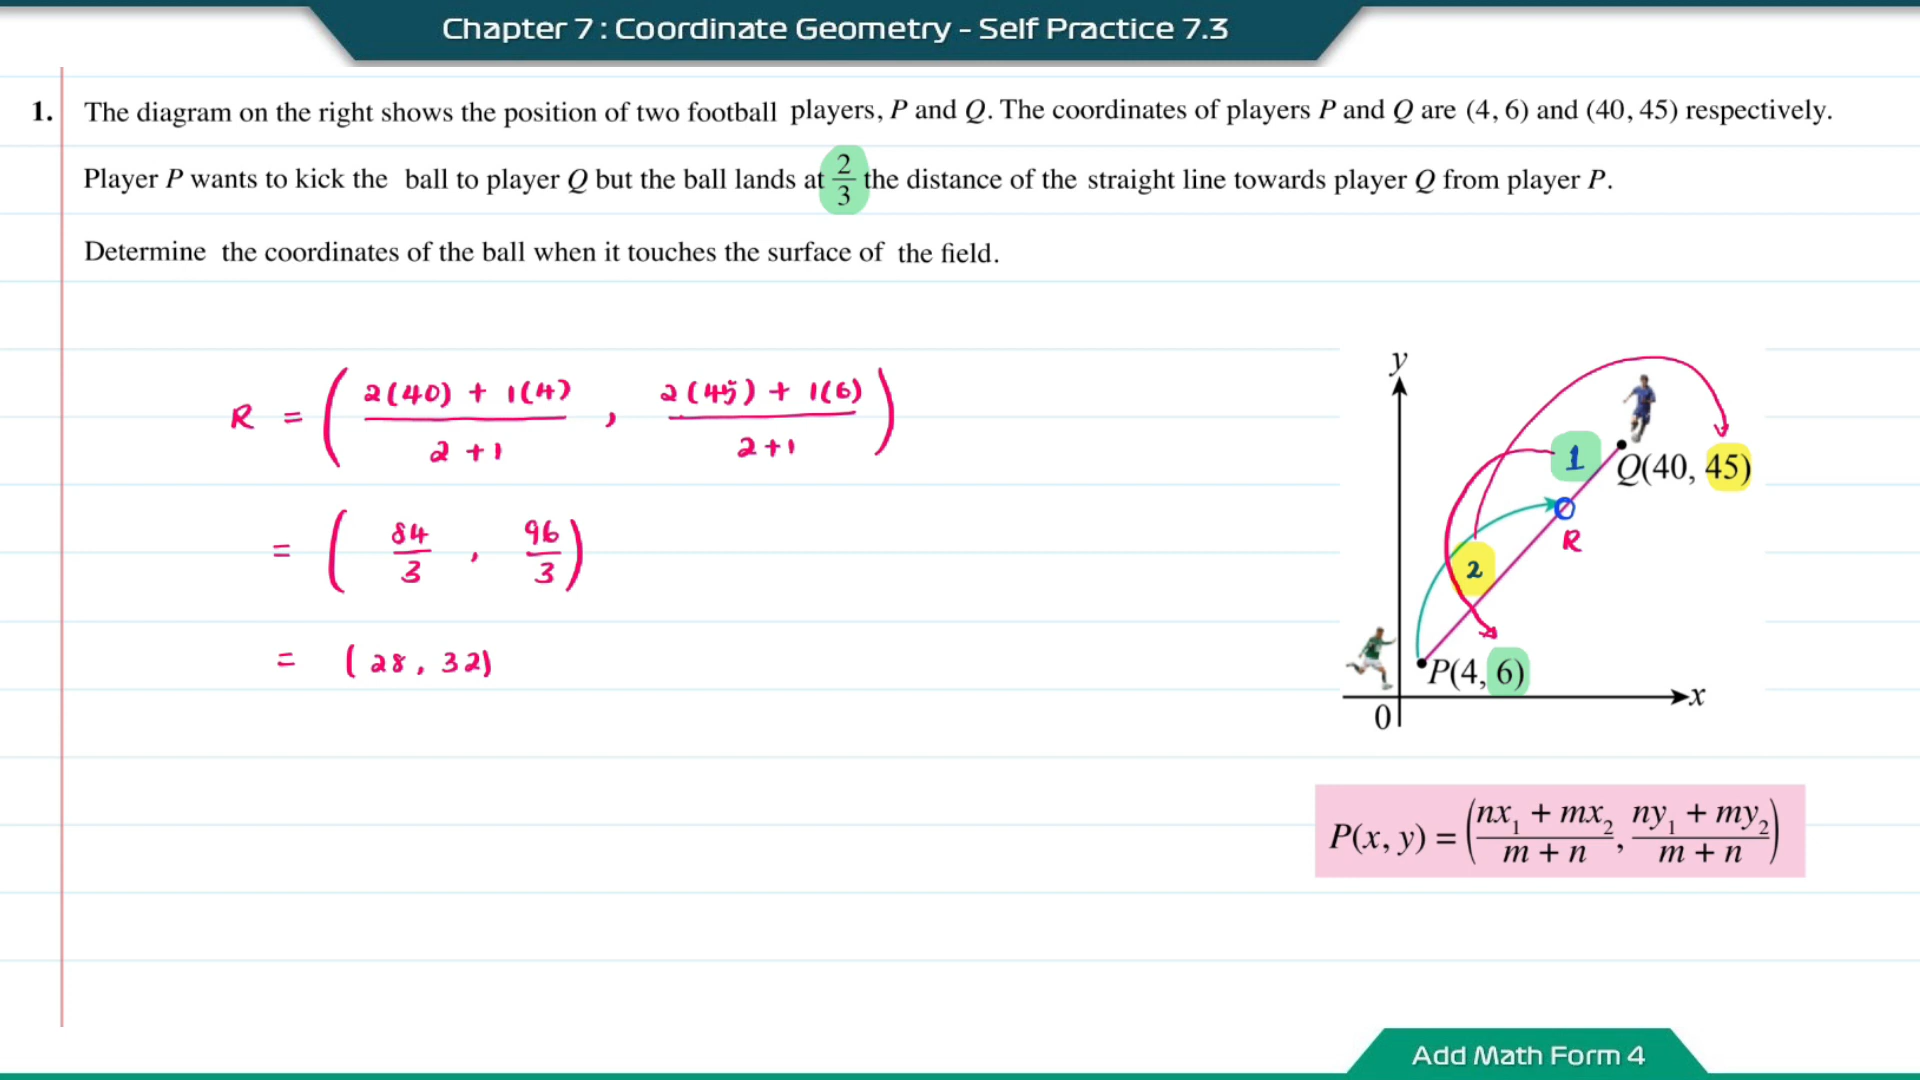 Chapter 7 : Coordinate Geometry - Self Practice 7.3
1. The diagram on the right shows the position of two football players, P and Q. The coordinates of players P and Q are (4, 6) and (40, 45) respectively.
Player P wants to kick the ball to player Q but the ball lands at 2/3 the distance of the straight line towards player Q from player P.
Determine the coordinates of the ball when it touches the surface of the field.
R = ( (2(40) + 1(4))/(2+1) , (2(45) + 1(6))/(2+1) )
= ( 84/3 , 96/3 )
= (28, 32)
y
1
Q(40, 45)
R
2
P(4, 6)
x
0
P(x, y) = ( (nx₁ + mx₂)/(m + n), (ny₁ + my₂)/(m + n) )
Add Math Form 4